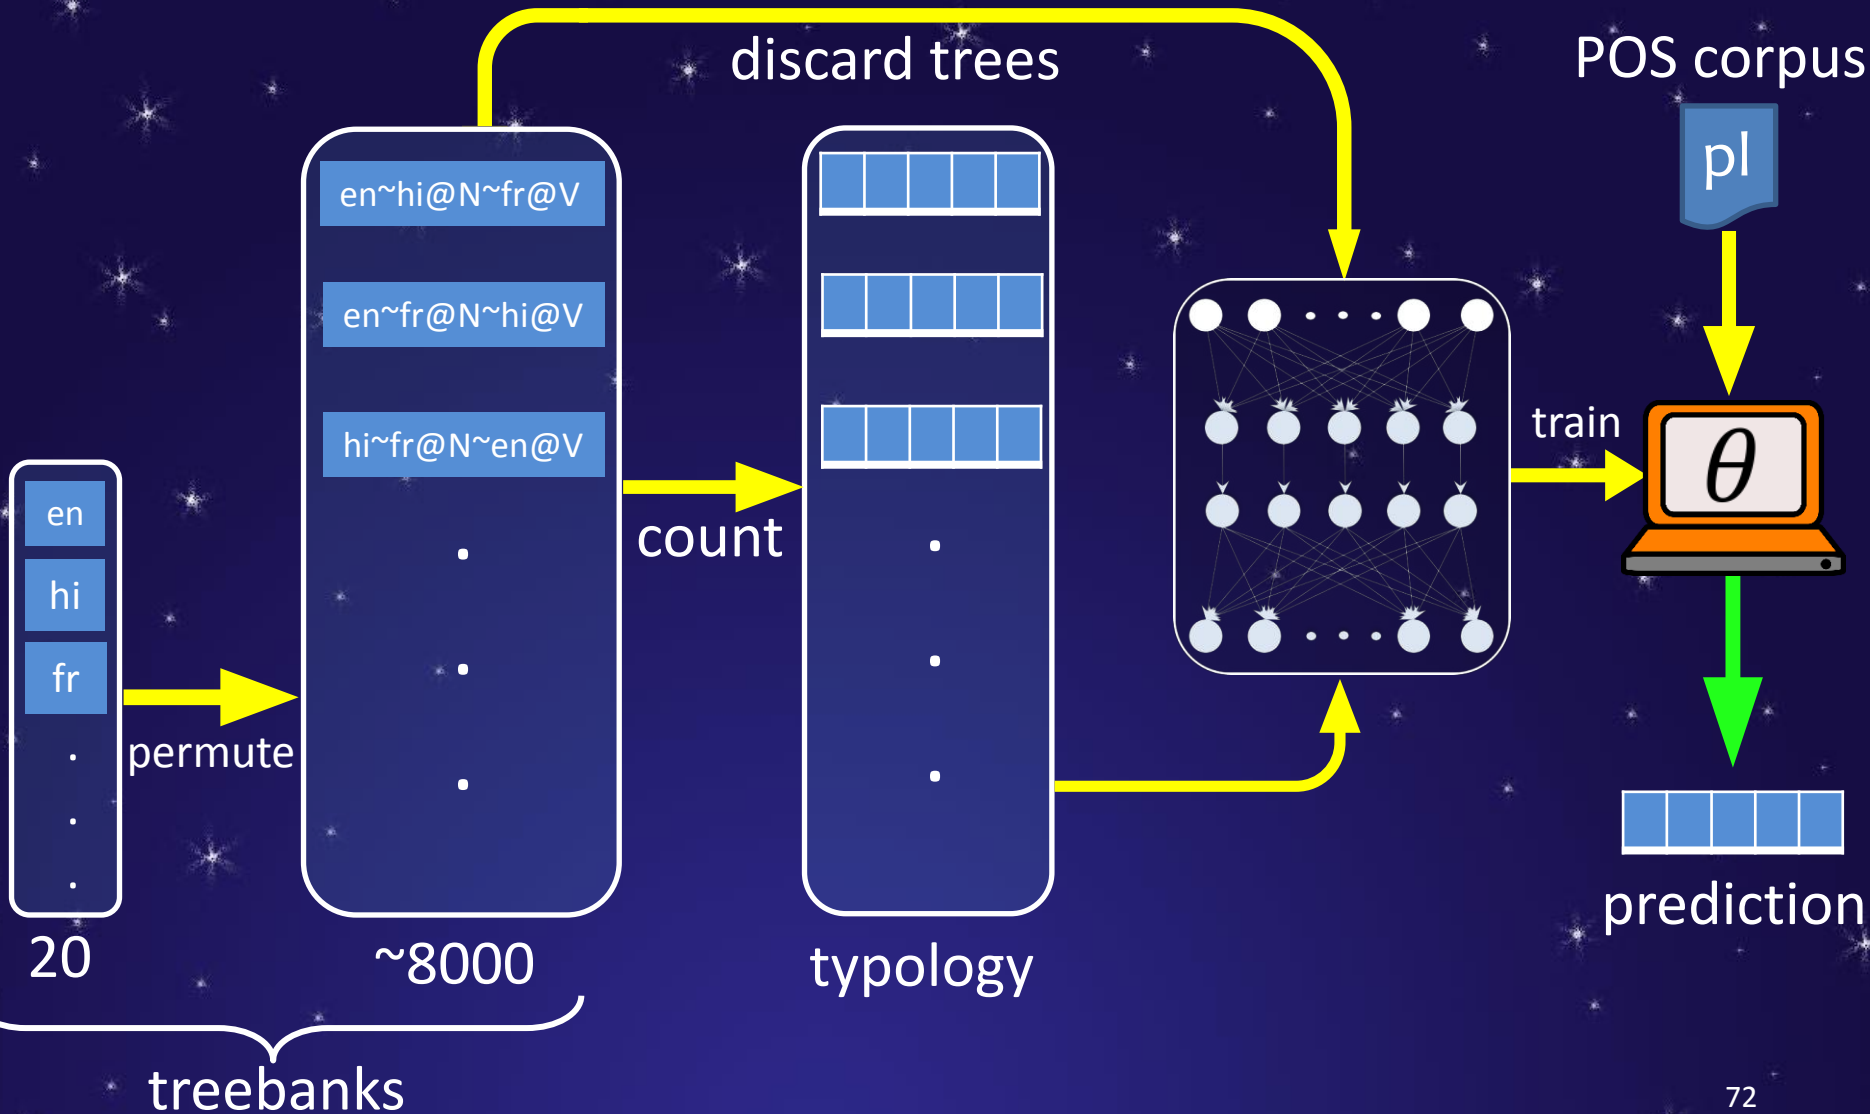 discard trees
POS corpus
pl
en~hi@N~fr@V
en~fr@N~hi@V
hi~fr@N~en@V
en
hi
fr
permute
count
train
θ
20
~8000
typology
prediction
treebanks
72